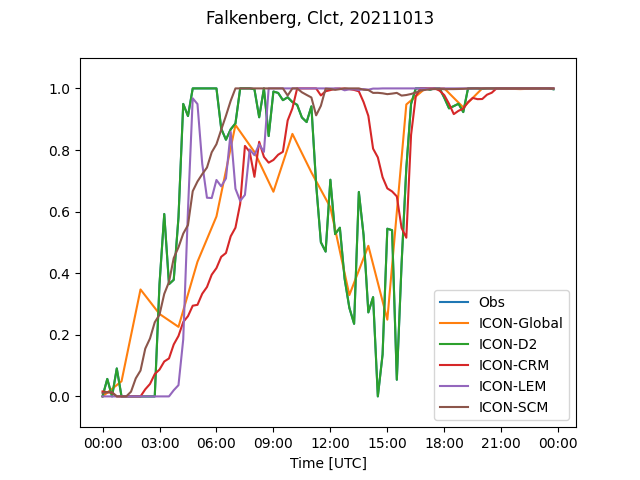 Falkenberg, Clct, 20211013
1.0
0.8
0.6
0.4
0.2
0.0
Obs
ICON-Global
ICON-D2
ICON-CRM
ICON-LEM
ICON-SCM
00:00 03:00 06:00 09:00 12:00 15:00 18:00 21:00 00:00
Time [UTC]